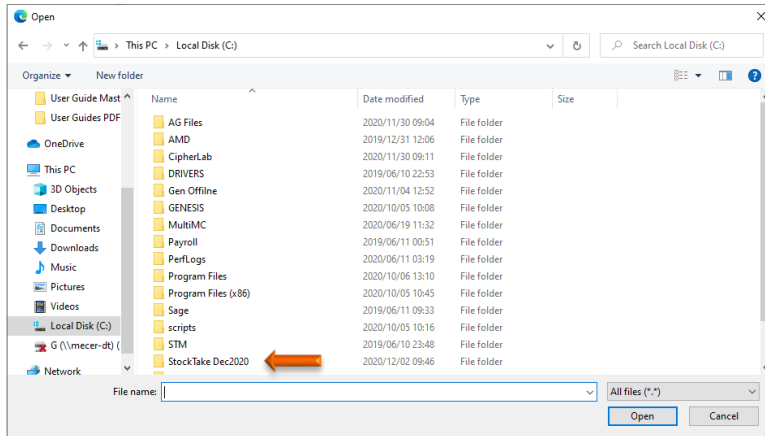 Open
This PC > Local Disk (C:)
Search Local Disk (C:)
Organize
New folder
User Guide Mast
User Guides PDF
OneDrive
This PC
3D Objects
Desktop
Documents
Downloads
Music
Pictures
Videos
Local Disk (C:)
G (\\mecer-dt) (
Network
Name Date modified Type Size
AG Files 2020/11/30 09:04 File folder
AMD 2019/12/31 12:06 File folder
CipherLab 2020/11/30 09:11 File folder
DRIVERS 2019/06/10 22:53 File folder
Gen Offilne 2020/11/04 12:52 File folder
GENESIS 2020/10/05 10:08 File folder
MultiMC 2020/06/19 11:32 File folder
Payroll 2019/06/11 00:51 File folder
PerfLogs 2020/06/11 03:19 File folder
Program Files 2020/10/06 13:10 File folder
Program Files (x86) 2020/10/05 10:45 File folder
Sage 2019/06/11 09:33 File folder
scripts 2020/10/05 10:16 File folder
STM 2019/06/10 23:48 File folder
StockTake Dec2020 2020/12/02 09:46 File folder
File name:
All files (*.*)
Open
Cancel